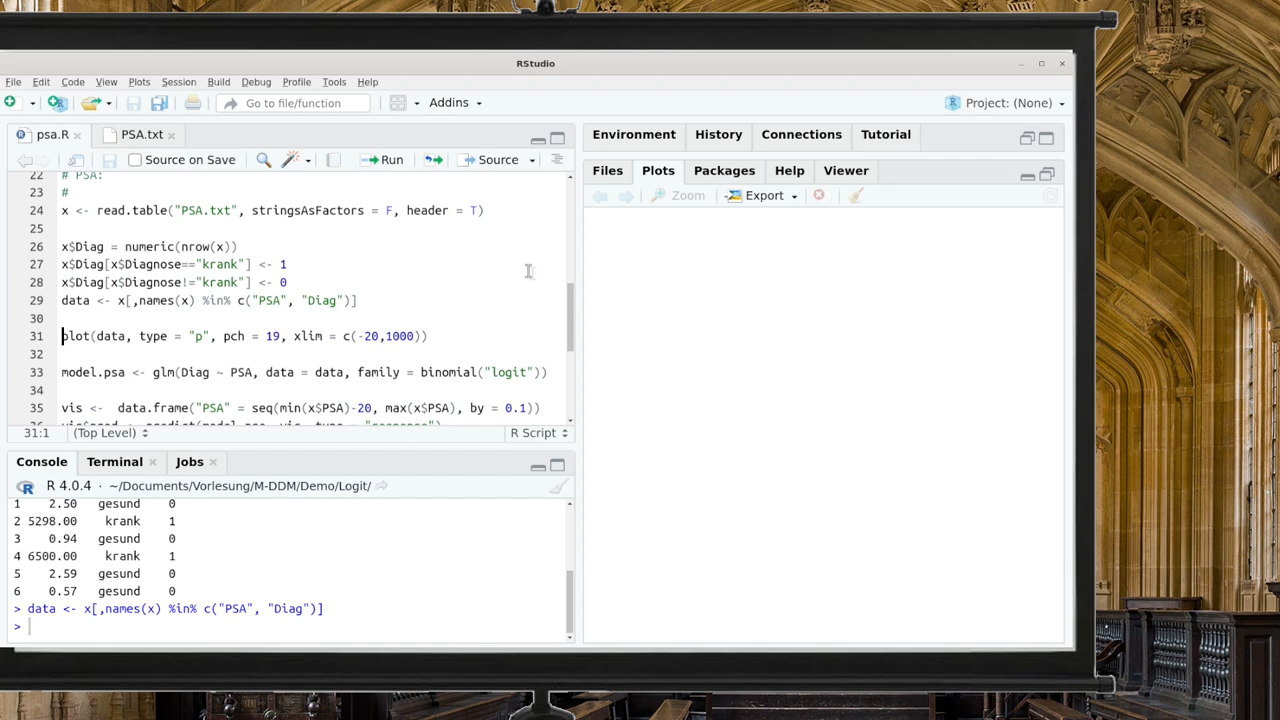 RStudio
File Edit Code View Plots Session Build Debug Profile Tools Help
Go to file/function Addins Project: (None)
psa.R PSA.txt
Source on Save Run Source
22 # PSA:
23 #
24 x <- read.table("PSA.txt", stringsAsFactors = F, header = T)
25
26 x$Diag = numeric(nrow(x))
27 x$Diag[x$Diagnose=="krank"] <- 1
28 x$Diag[x$Diagnose!="krank"] <- 0
29 data <- x[,names(x) %in% c("PSA", "Diag")]
30
31 plot(data, type = "p", pch = 19, xlim = c(-20,1000))
32
33 model.psa <- glm(Diag ~ PSA, data = data, family = binomial("logit"))
34
35 vis <- data.frame("PSA" = seq(min(x$PSA)-20, max(x$PSA), by = 0.1))
31:1 (Top Level) R Script
Console Terminal Jobs
R 4.0.4 · ~/Documents/Vorlesung/M-DDM/Demo/Logit/
1 2.50 gesund 0
2 5298.00 krank 1
3 0.94 gesund 0
4 6500.00 krank 1
5 2.59 gesund 0
6 0.57 gesund 0
> data <- x[,names(x) %in% c("PSA", "Diag")]
>
Environment History Connections Tutorial
Files Plots Packages Help Viewer
Zoom Export